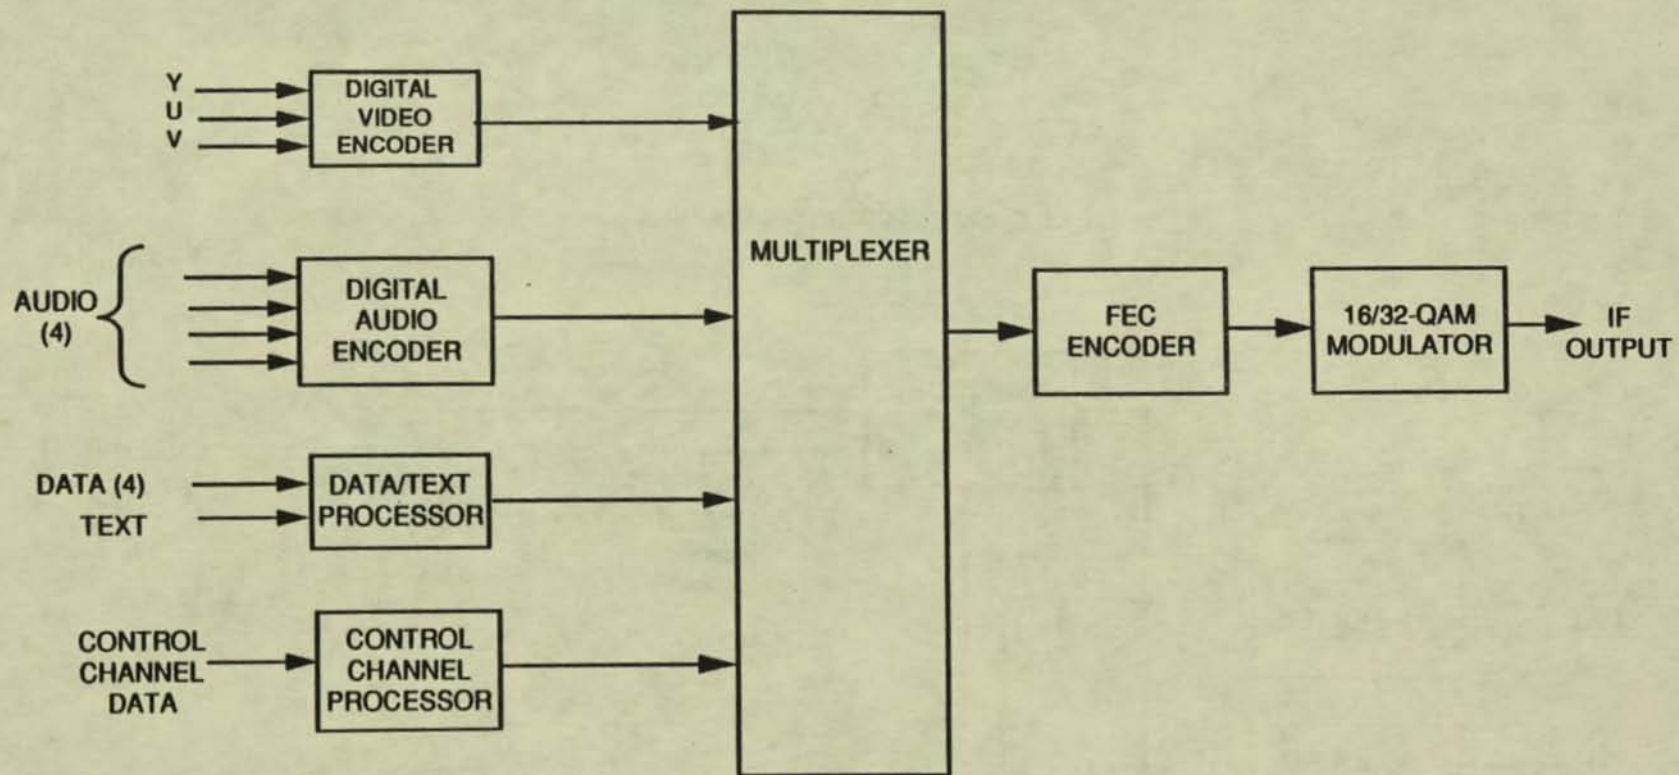 Y
U
V
DIGITAL
VIDEO
ENCODER
AUDIO
(4)
DIGITAL
AUDIO
ENCODER
DATA (4)
TEXT
DATA/TEXT
PROCESSOR
CONTROL
CHANNEL
DATA
CONTROL
CHANNEL
PROCESSOR
MULTIPLEXER
FEC
ENCODER
16/32-QAM
MODULATOR
IF
OUTPUT